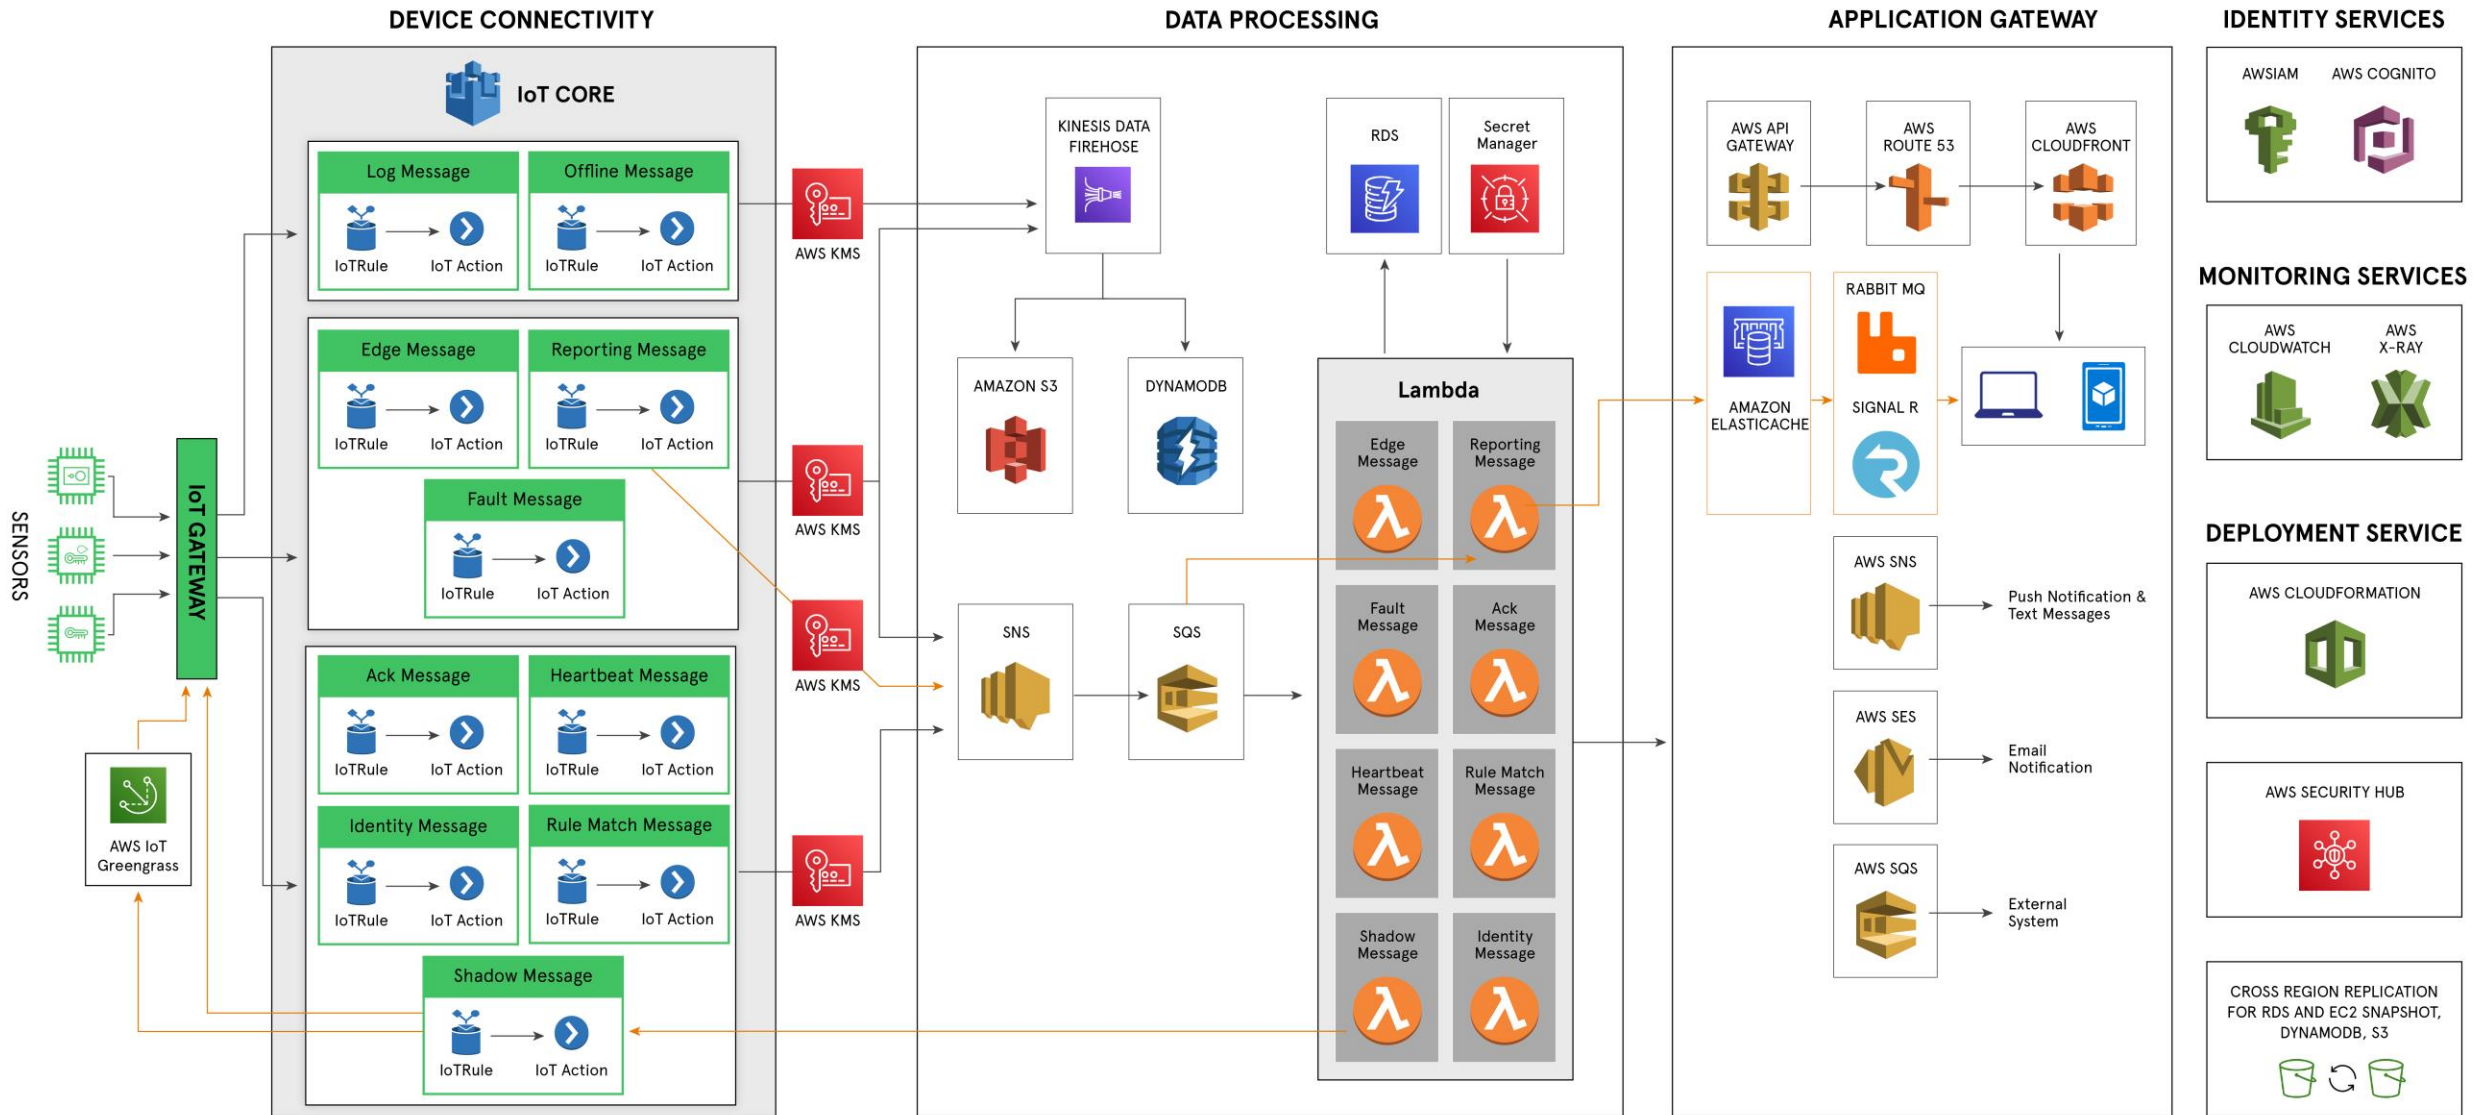 DEVICE CONNECTIVITY
DATA PROCESSING
APPLICATION GATEWAY
IDENTITY SERVICES
IoT CORE
Log Message
IoTRule
IoT Action
Offline Message
IoTRule
IoT Action
Edge Message
IoTRule
IoT Action
Reporting Message
IoTRule
IoT Action
Fault Message
IoTRule
IoT Action
Ack Message
IoTRule
IoT Action
Heartbeat Message
IoTRule
IoT Action
Identity Message
IoTRule
IoT Action
Rule Match Message
IoTRule
IoT Action
Shadow Message
IoTRule
IoT Action
SENSORS
IoT GATEWAY
AWS IoT
Greengrass
AWS KMS
AWS KMS
AWS KMS
AWS KMS
KINESIS DATA
FIREHOSE
AMAZON S3
DYNAMODB
SNS
SQS
RDS
Secret
Manager
Lambda
Edge
Message
Reporting
Message
Fault
Message
Ack
Message
Heartbeat
Message
Rule Match
Message
Shadow
Message
Identity
Message
AWS API
GATEWAY
AWS
ROUTE 53
AWS
CLOUDFRONT
AMAZON
ELASTICACHE
RABBIT MQ
SIGNAL R
AWS SNS
Push Notification &
Text Messages
AWS SES
Email
Notification
AWS SQS
External
System
AWSIAM
AWS COGNITO
MONITORING SERVICES
AWS
CLOUDWATCH
AWS
X-RAY
DEPLOYMENT SERVICE
AWS CLOUDFORMATION
AWS SECURITY HUB
CROSS REGION REPLICATION
FOR RDS AND EC2 SNAPSHOT,
DYNAMODB, S3